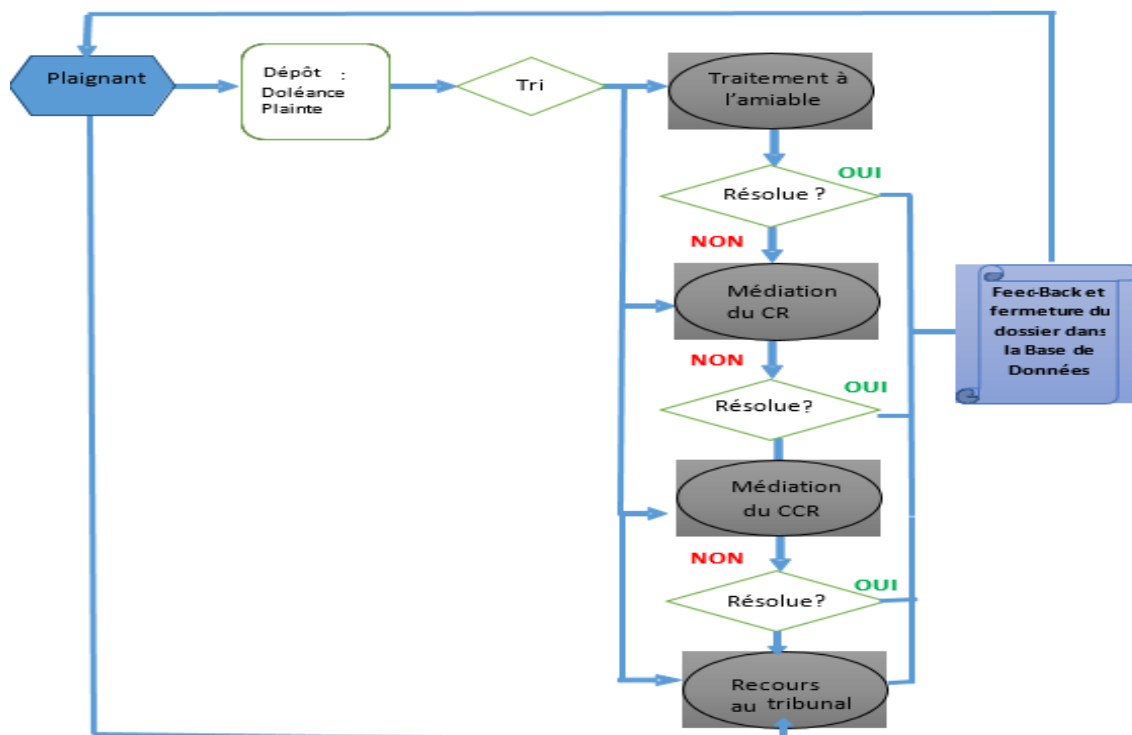 Plaignant
Dépôt :
Doléance
Plainte
Tri
Traitement à
l’amiable
OUI
Résolue ?
NON
Médiation
du CR
NON
OUI
Résolue?
Médiation
du CCR
NON
OUI
Résolue?
Recours
au tribunal
Feed-Back et
fermeture du
dossier dans
la Base de
Données